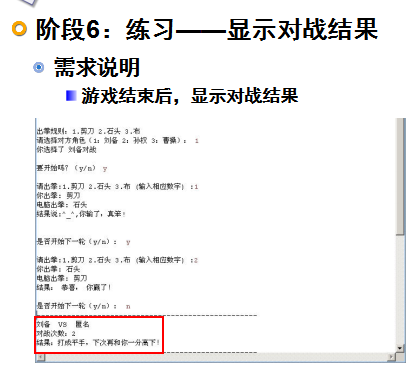 阶段6：练习——显示对战结果
需求说明
游戏结束后，显示对战结果
出拳规则：1.剪刀 2.石头 3.布
请选择对方角色（1：刘备 2：孙权 3：曹操）： 1
你选择了 刘备对战
要开始吗？（y/n） y
请出拳:1.剪刀 2.石头 3.布 (输入相应数字) :1
你出拳: 剪刀
电脑出拳: 石头
结果说:^_^,你输了，真笨！
是否开始下一轮(y/n)： y
请出拳:1.剪刀 2.石头 3.布 (输入相应数字) :2
你出拳: 石头
电脑出拳: 剪刀
结果： 恭喜， 你赢了！
是否开始下一轮(y/n)： n
---------------------------------------------------
刘备 VS 匿名
对战次数：2
结果：打成平手，下次再和你一分高下！
---------------------------------------------------